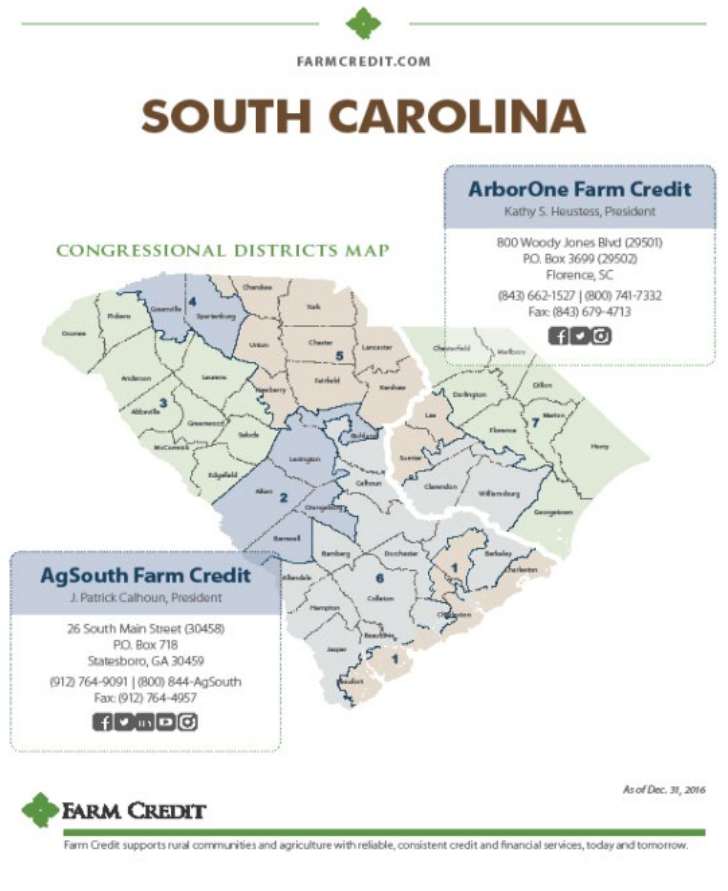 FARMCREDIT.COM
SOUTH CAROLINA
ArborOne Farm Credit
Kathy S. Heustess, President
800 Woody Jones Blvd (29501)
P.O. Box 3699 (29502)
Florence, SC
(843) 662-1527 | (800) 741-7332
Fax: (843) 679-4713
CONGRESSIONAL DISTRICTS MAP
Cherokee
Greenville
4
Spartanburg
York
Pickens
Oconee
Union
Chester
5
Lancaster
Chesterfield
Marlboro
Anderson
Laurens
Newberry
Fairfield
Kershaw
Darlington
Dillon
3
Abbeville
Greenwood
Lee
Marion
7
Florence
McCormick
Saluda
Richland
Horry
Edgefield
Lexington
Sumter
Aiken
2
Calhoun
Clarendon
Williamsburg
Orangeburg
Georgetown
Barnwell
Bamberg
Dorchester
Berkeley
Allendale
6
1
Charleston
Colleton
Hampton
Charleston
Beaufort
Jasper
1
Beaufort
AgSouth Farm Credit
J. Patrick Calhoun, President
26 South Main Street (30458)
P.O. Box 718
Statesboro, GA 30459
(912) 764-9091 | (800) 844-AgSouth
Fax: (912) 764-4957
As of Dec. 31, 2016
FARM CREDIT
Farm Credit supports rural communities and agriculture with reliable, consistent credit and financial services, today and tomorrow.